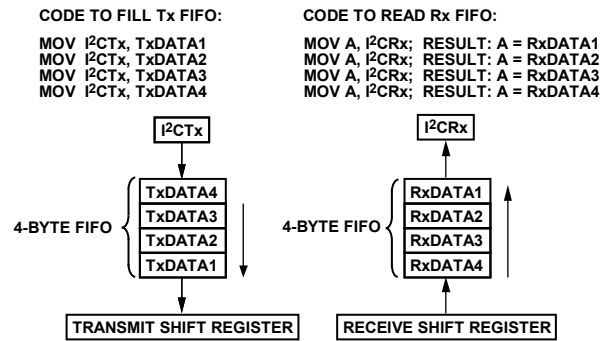 CODE TO FILL Tx FIFO:
MOV I²CTx, TxDATA1
MOV I²CTx, TxDATA2
MOV I²CTx, TxDATA3
MOV I²CTx, TxDATA4
I²CTx
4-BYTE FIFO
TxDATA4
TxDATA3
TxDATA2
TxDATA1
TRANSMIT SHIFT REGISTER
CODE TO READ Rx FIFO:
MOV A, I²CRx; RESULT: A = RxDATA1
MOV A, I²CRx; RESULT: A = RxDATA2
MOV A, I²CRx; RESULT: A = RxDATA3
MOV A, I²CRx; RESULT: A = RxDATA4
I²CRx
4-BYTE FIFO
RxDATA1
RxDATA2
RxDATA3
RxDATA4
RECEIVE SHIFT REGISTER